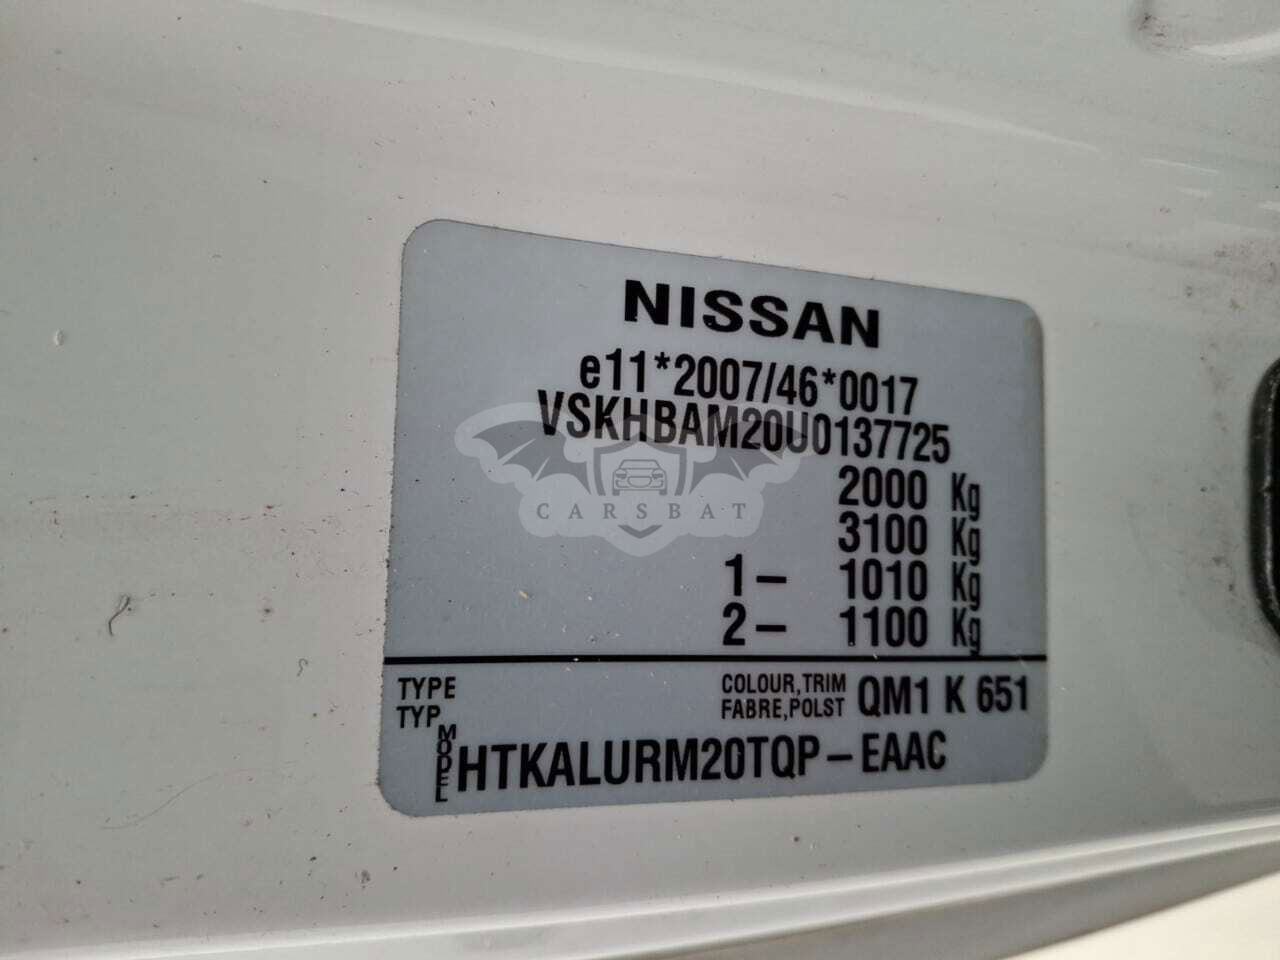 NISSAN
e11*2007/46*0017
VSKHBAM20U0137725
2000 Kg
CARSBAT
3100 Kg
1- 1010 Kg
2- 1100 Kg
TYPE
TYP
COLOUR,TRIM
FABRE,POLST
QM1 K 651
MODEL
HTKALURM20TQP-EAAC